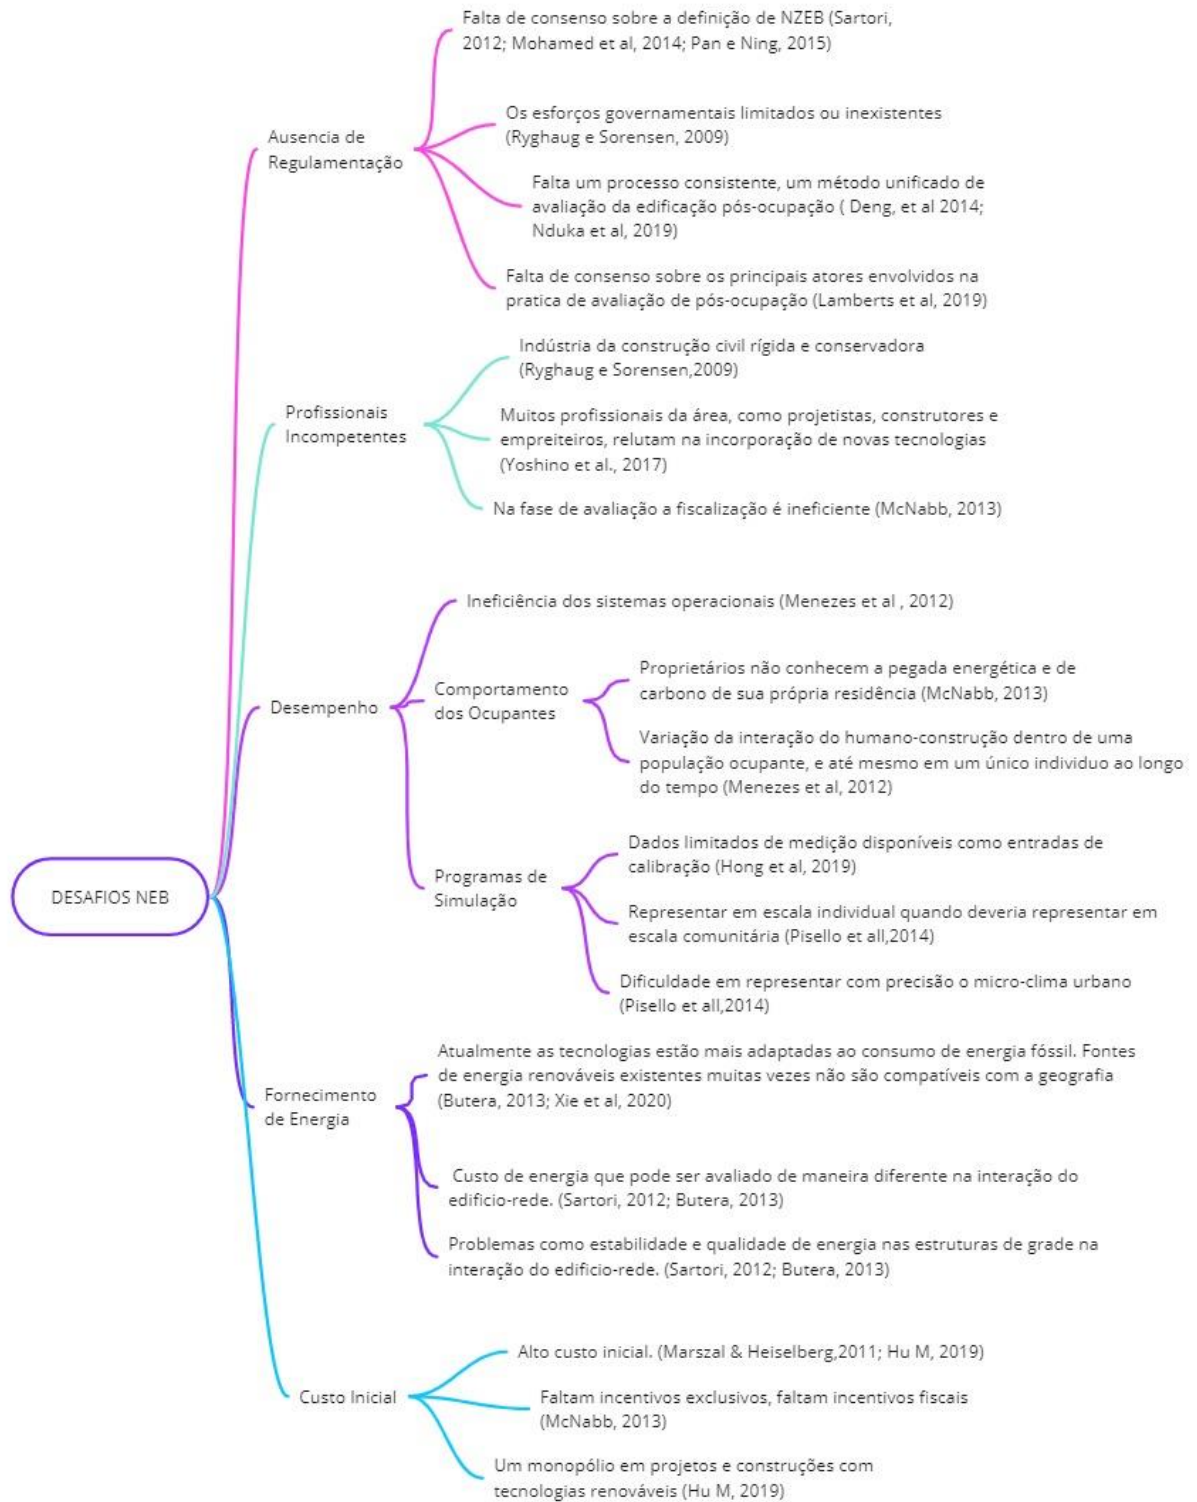 Falta de consenso sobre a definição de NZEB (Sartori,
2012; Mohamed et al, 2014; Pan e Ning, 2015)
Os esforços governamentais limitados ou inexistentes
(Ryghaug e Sorensen, 2009)
Ausencia de
Regulamentação
Falta um processo consistente, um método unificado de
avaliação da edificação pós-ocupação ( Deng, et al 2014;
Nduka et al, 2019)
Falta de consenso sobre os principais atores envolvidos na
pratica de avaliação de pós-ocupação (Lamberts et al, 2019)
Indústria da construção civil rígida e conservadora
(Ryghaug e Sorensen,2009)
Profissionais
Incompetentes
Muitos profissionais da área, como projetistas, construtores e
empreiteiros, relutam na incorporação de novas tecnologias
(Yoshino et al., 2017)
Na fase de avaliação a fiscalização é ineficiente (McNabb, 2013)
Ineficiência dos sistemas operacionais (Menezes et al , 2012)
Desempenho
Comportamento
dos Ocupantes
Proprietários não conhecem a pegada energética e de
carbono de sua própria residência (McNabb, 2013)
Variação da interação do humano-construção dentro de uma
população ocupante, e até mesmo em um único individuo ao longo
do tempo (Menezes et al, 2012)
Programas de
Simulação
Dados limitados de medição disponíveis como entradas de
calibração (Hong et al, 2019)
Representar em escala individual quando deveria representar em
escala comunitária (Pisello et all,2014)
Dificuldade em representar com precisão o micro-clima urbano
(Pisello et all,2014)
DESAFIOS NEB
Atualmente as tecnologias estão mais adaptadas ao consumo de energia fóssil. Fontes
de energia renováveis existentes muitas vezes não são compatíveis com a geografia
(Butera, 2013; Xie et al, 2020)
Fornecimento
de Energia
Custo de energia que pode ser avaliado de maneira diferente na interação do
edificio-rede. (Sartori, 2012; Butera, 2013)
Problemas como estabilidade e qualidade de energia nas estruturas de grade na
interação do edificio-rede. (Sartori, 2012; Butera, 2013)
Alto custo inicial. (Marszal & Heiselberg,2011; Hu M, 2019)
Custo Inicial
Faltam incentivos exclusivos, faltam incentivos fiscais
(McNabb, 2013)
Um monopólio em projetos e construções com
tecnologias renováveis (Hu M, 2019)